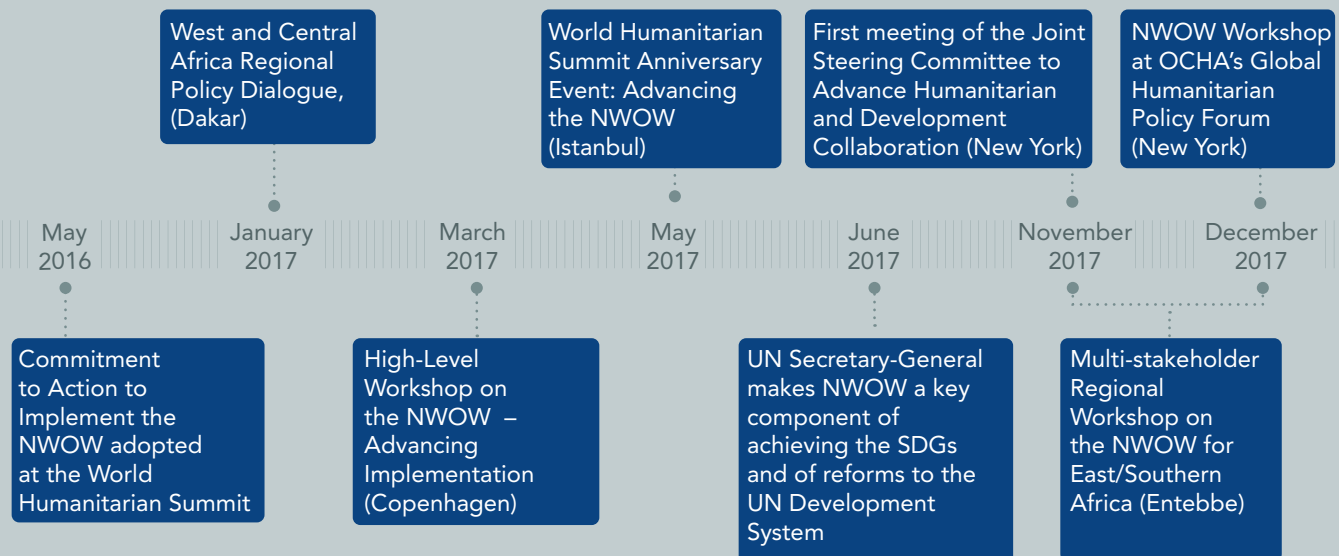 West and Central
Africa Regional
Policy Dialogue,
(Dakar)
World Humanitarian
Summit Anniversary
Event: Advancing
the NWOW
(Istanbul)
First meeting of the Joint
Steering Committee to
Advance Humanitarian
and Development
Collaboration (New York)
NWOW Workshop
at OCHA’s Global
Humanitarian
Policy Forum
(New York)
May
2016
January
2017
March
2017
May
2017
June
2017
November
2017
December
2017
Commitment
to Action to
Implement the
NWOW adopted
at the World
Humanitarian Summit
High-Level
Workshop on
the NWOW –
Advancing
Implementation
(Copenhagen)
UN Secretary-General
makes NWOW a key
component of
achieving the SDGs
and of reforms to the
UN Development
System
Multi-stakeholder
Regional
Workshop on
the NWOW for
East/Southern
Africa (Entebbe)